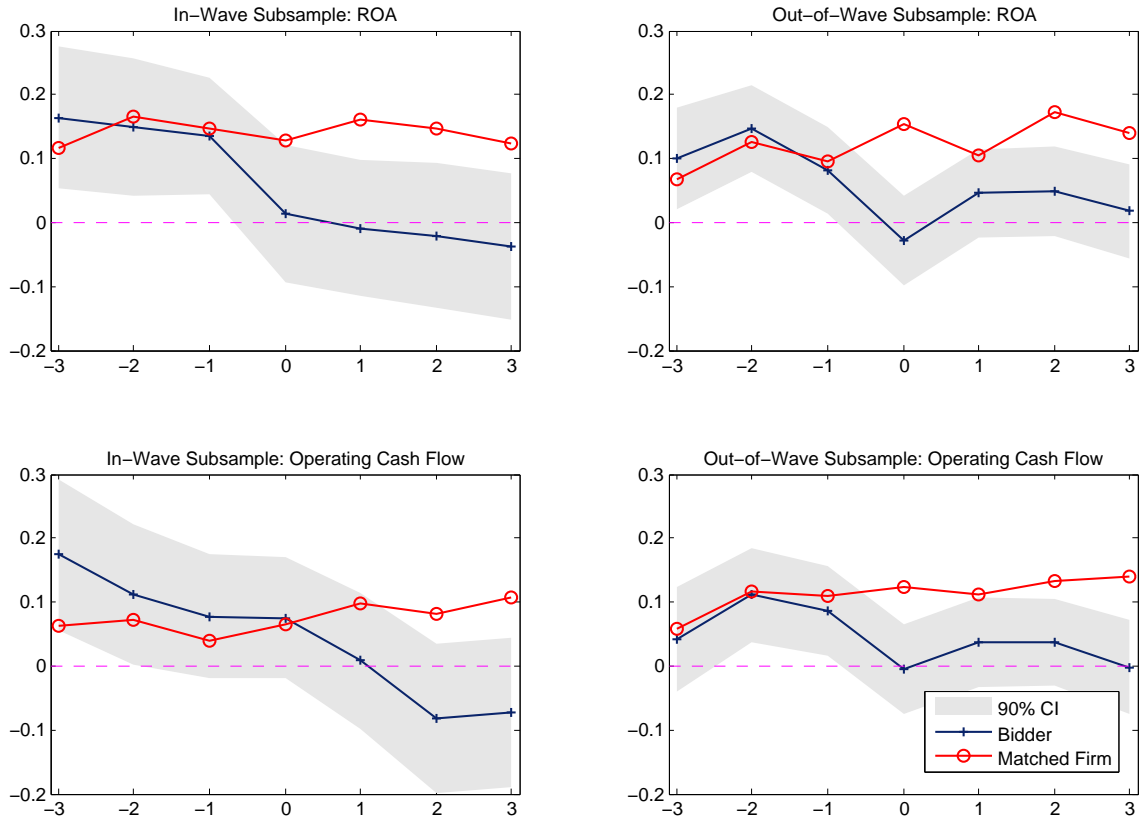 In−Wave Subsample: ROA
0.3
0.2
0.1
0
−0.1
−0.2
−3 −2 −1 0 1 2 3
Out−of−Wave Subsample: ROA
0.3
0.2
0.1
0
−0.1
−0.2
−3 −2 −1 0 1 2 3
In−Wave Subsample: Operating Cash Flow
0.3
0.2
0.1
0
−0.1
−0.2
−3 −2 −1 0 1 2 3
Out−of−Wave Subsample: Operating Cash Flow
0.3
0.2
0.1
0
−0.1
−0.2
−3 −2 −1 0 1 2 3
90% CI
Bidder
Matched Firm